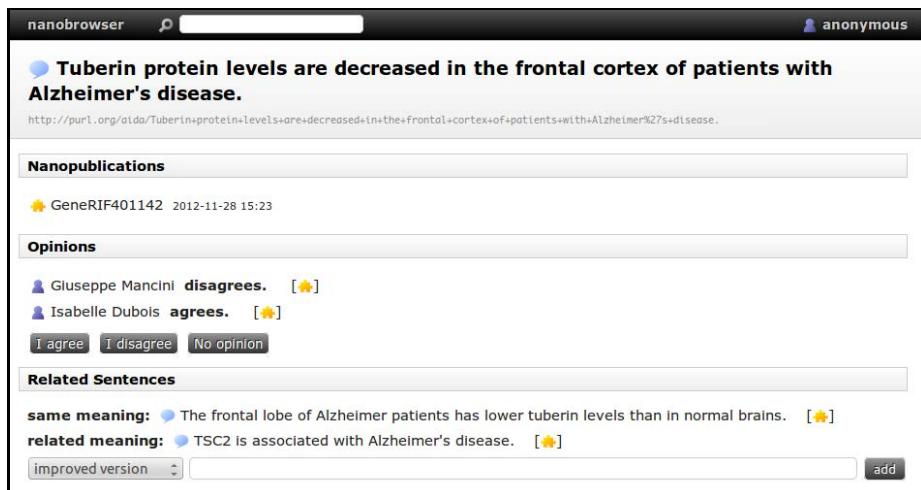 nanobrowser anonymous
Tuberin protein levels are decreased in the frontal cortex of patients with
Alzheimer's disease.
http://purl.org/aida/Tuberin+protein+levels+are+decreased+in+the+frontal+cortex+of+patients+with+Alzheimer%27s+disease.
Nanopublications
GeneRIF401142 2012-11-28 15:23
Opinions
Giuseppe Mancini disagrees. []
Isabelle Dubois agrees. []
I agree I disagree No opinion
Related Sentences
same meaning: The frontal lobe of Alzheimer patients has lower tuberin levels than in normal brains. []
related meaning: TSC2 is associated with Alzheimer's disease. []
improved version add